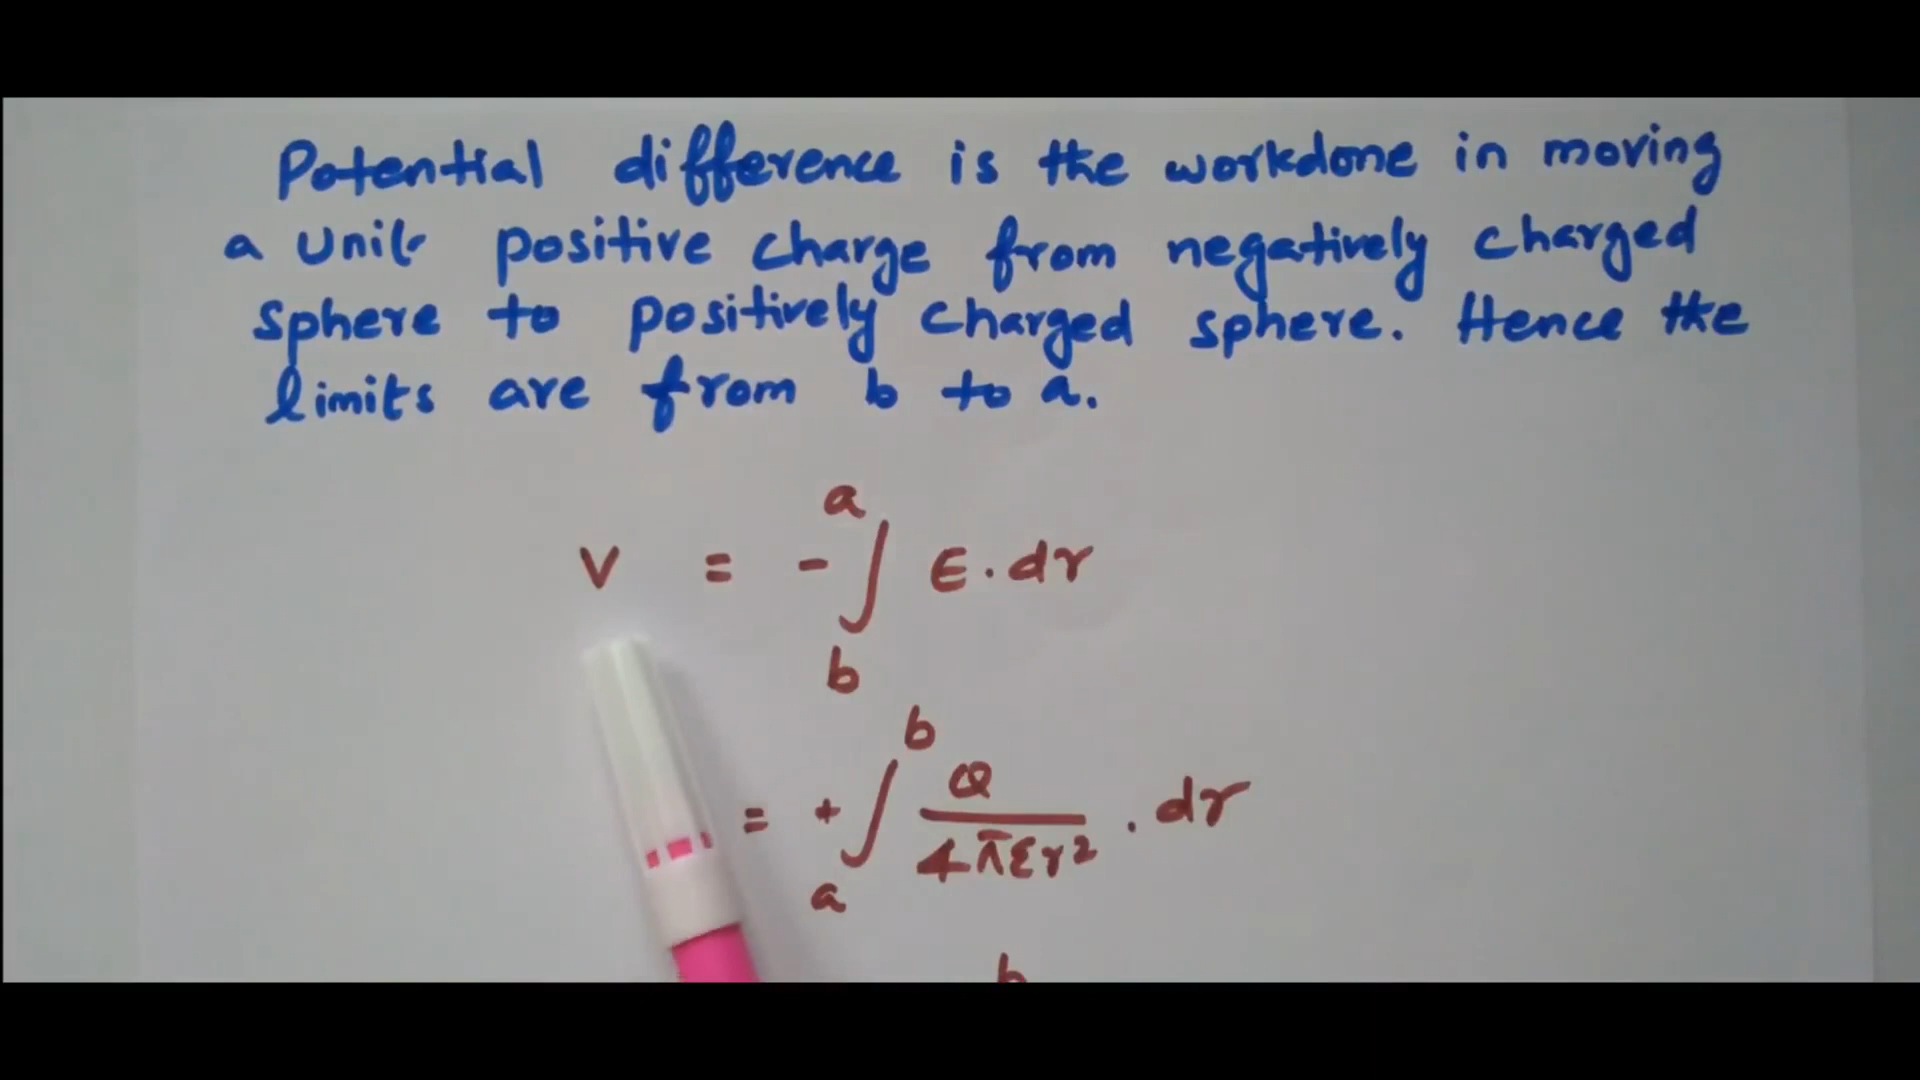 Potential difference is the workdone in moving
a unit positive charge from negatively charged
sphere to positively charged sphere. Hence the
limits are from b to a.
a
V = - ∫ E. dr
b
b
= + ∫ Q / 4πεr² . dr
a
b